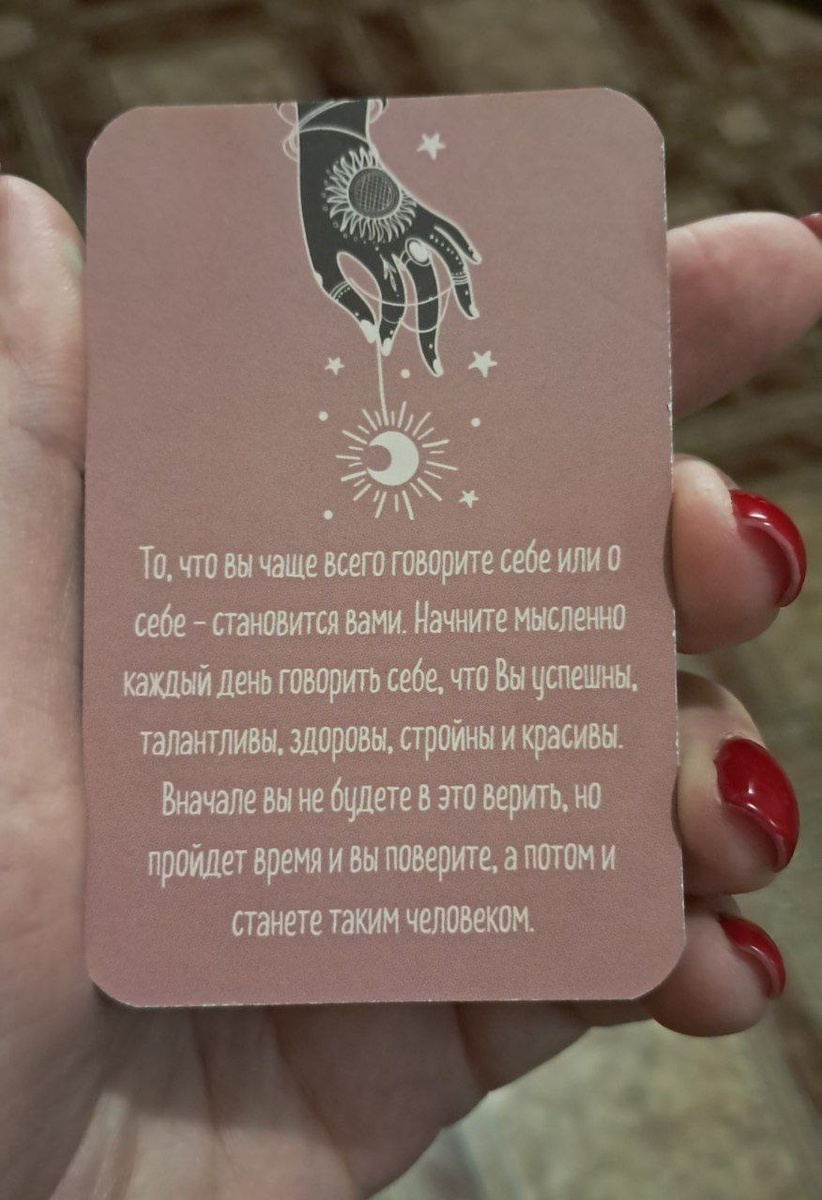 То, что вы чаще всего говорите себе или о
себе – становится вами. Начните мысленно
каждый день говорить себе, что Вы успешны,
талантливы, здоровы, стройны и красивы.
Вначале вы не будете в это верить, но
пройдет время и вы поверите, а потом и
станете таким человеком.